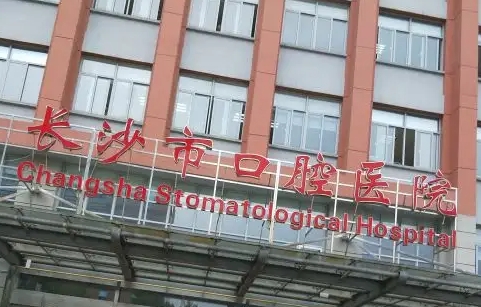 长沙市口腔医院
Changsha Stomatological Hospital